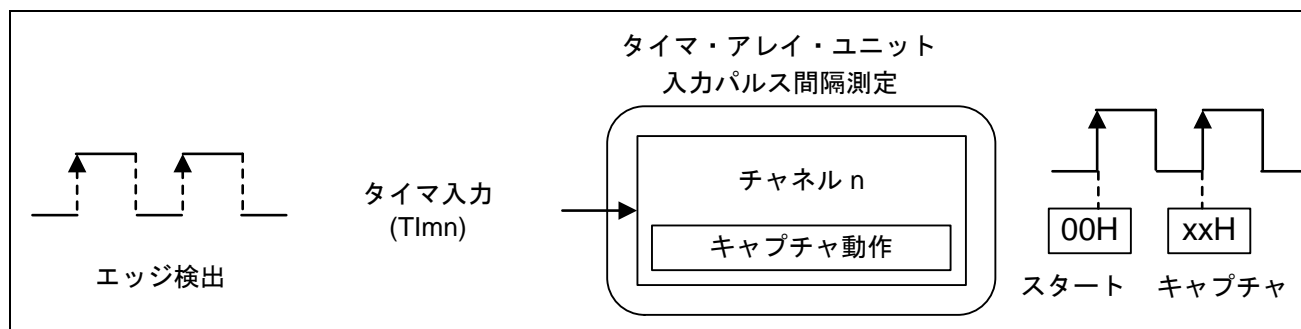 タイマ・アレイ・ユニット
入力パルス間隔測定
エッジ検出
タイマ入力
(TImn)
チャネル n
キャプチャ動作
00H
xxH
スタート
キャプチャ